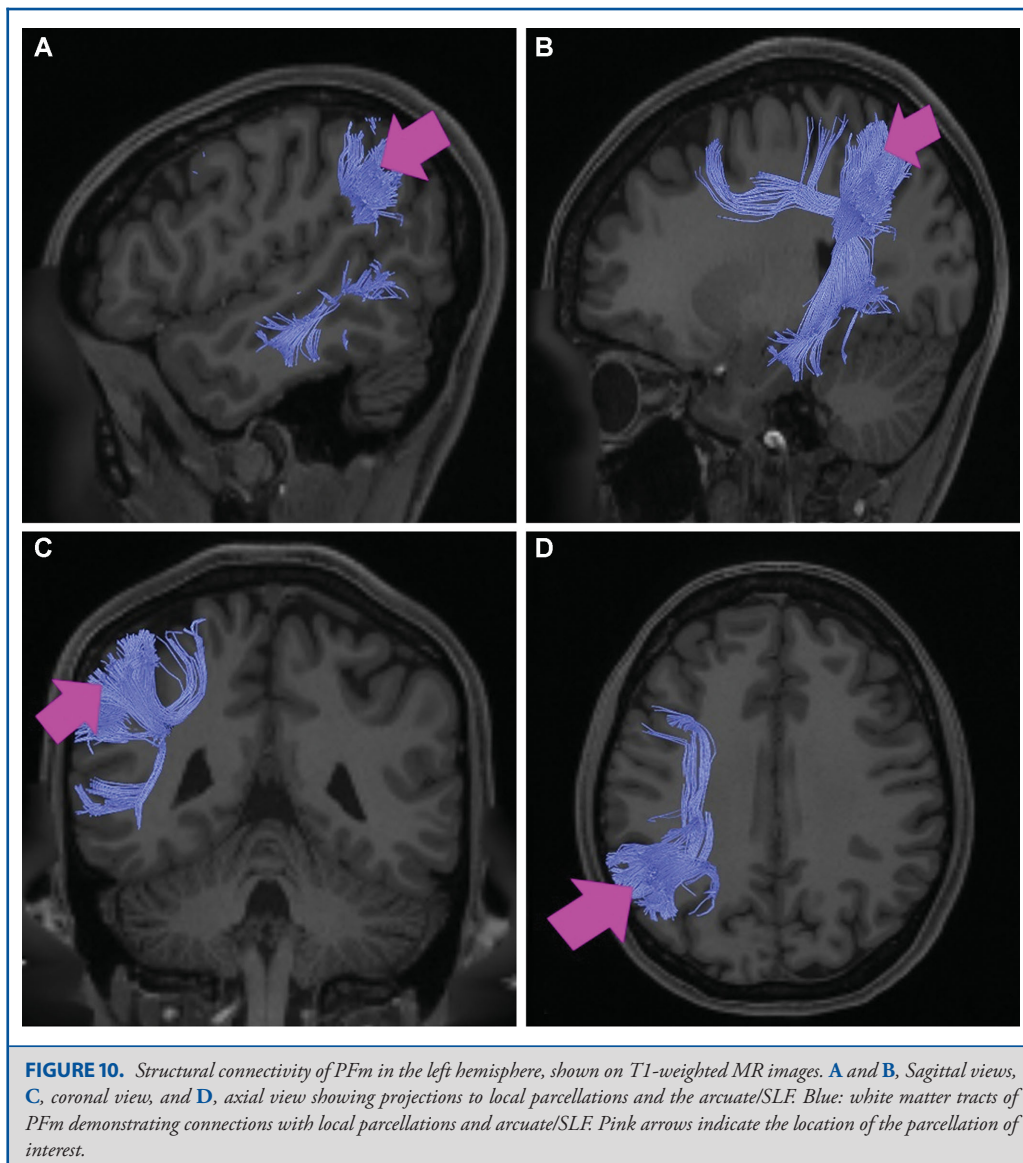 A
B
C
D
FIGURE 10. Structural connectivity of PFm in the left hemisphere, shown on T1-weighted MR images. A and B, Sagittal views,
C, coronal view, and D, axial view showing projections to local parcellations and the arcuate/SLF. Blue: white matter tracts of
PFm demonstrating connections with local parcellations and arcuate/SLF. Pink arrows indicate the location of the parcellation of
interest.